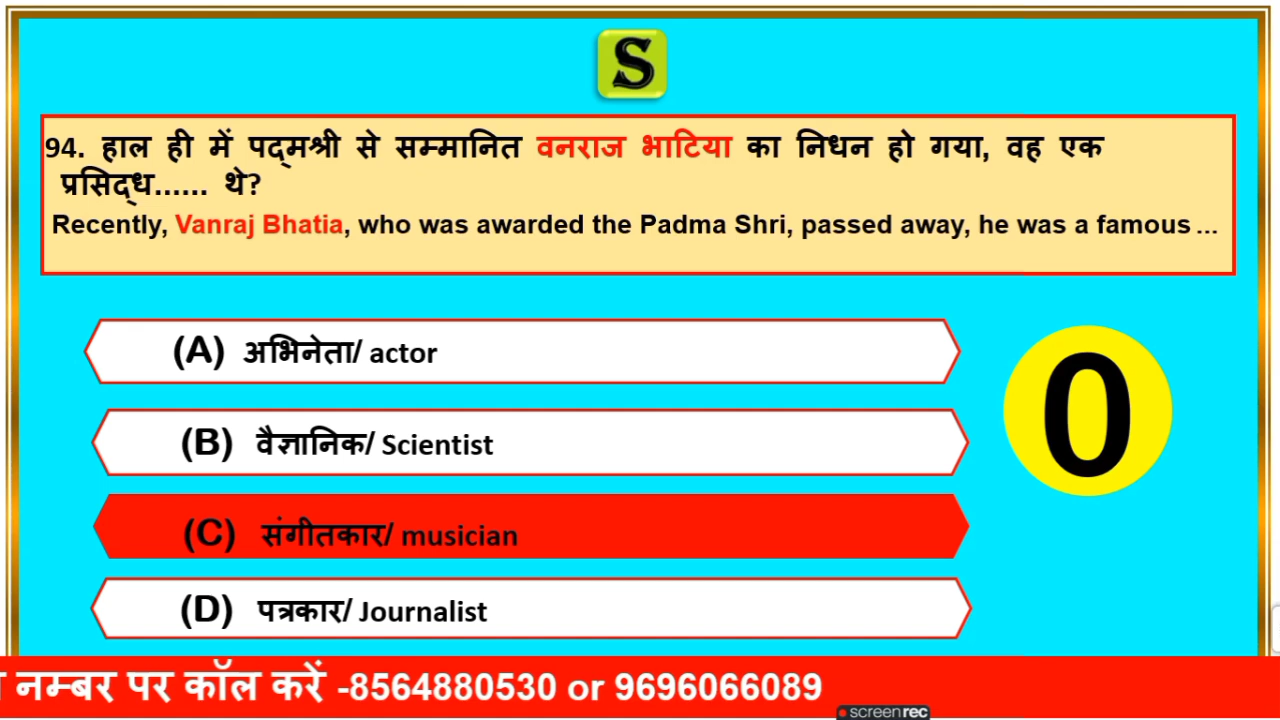 S
94. हाल ही में पद्मश्री से सम्मानित वनराज भाटिया का निधन हो गया, वह एक
प्रसिद्ध...... थे?
Recently, Vanraj Bhatia, who was awarded the Padma Shri, passed away, he was a famous ...
(A) अभिनेता/ actor
0
(B) वैज्ञानिक/ Scientist
(C) संगीतकार/ musician
(D) पत्रकार/ Journalist
नम्बर पर कॉल करें -8564880530 or 9696066089
screenrec